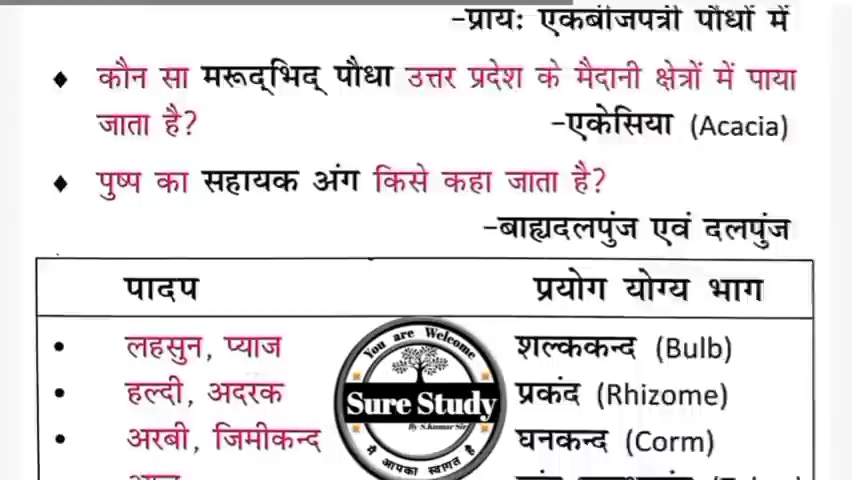 -प्रायः एकबीजपत्री पौधों में
♦ कौन सा मरूद्भिद् पौधा उत्तर प्रदेश के मैदानी क्षेत्रों में पाया
जाता है? -एकेसिया (Acacia)
♦ पुष्प का सहायक अंग किसे कहा जाता है?
-बाह्यदलपुंज एवं दलपुंज
पादप प्रयोग योग्य भाग
• लहसुन, प्याज शल्ककन्द (Bulb)
• हल्दी, अदरक प्रकंद (Rhizome)
• अरबी, जिमीकन्द घनकन्द (Corm)
You are Welcome
Sure Study
By S.Kumar Sir
मै आपका स्वागत है